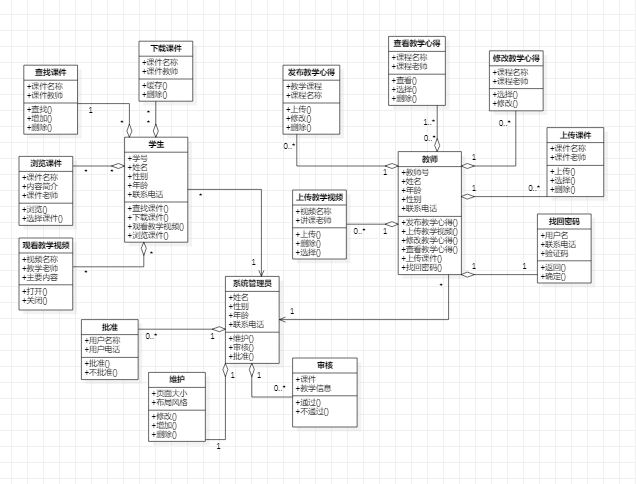 下载课件
+课件名称
+课件教师
+缓存()
+删除()
查看教学心得
+课程名称
+课程老师
+查看()
+选择()
+删除()
修改教学心得
+课程名称
+课程老师
+选择()
+修改()
查找课件
+课件名称
+课件教师
+查找()
+增加()
+删除()
发布教学心得
+教学课程
+课程名称
+上传()
+修改()
+删除()
1
*
*
*
0..*
1..*
0..*
0..*
上传课件
+课件名称
+课件老师
+上传()
+选择()
+删除()
学生
+学号
+姓名
+性别
+年龄
+联系电话
+查找课件()
+下载课件()
+观看教学视频()
+浏览课件()
浏览课件
+课件名称
+内容简介
+课件老师
+浏览()
+选择课件()
*
*
教师
+教师号
+姓名
+年龄
+性别
+联系电话
+发布教学心得()
+上传教学视频()
+修改教学心得()
+查看教学心得()
+上传课件()
+找回密码()
1
1
1
0..*
上传教学视频
+视频名称
+讲课老师
+上传()
+删除()
+选择()
0..*
1
*
找回密码
+用户名
+联系电话
+验证码
+返回()
+确定()
1
1
观看教学视频
+视频名称
+教学老师
+主要内容
+打开()
+关闭()
*
*
1
系统管理员
+姓名
+性别
+年龄
+联系电话
+维护()
+审核()
+批准()
*
1
批准
+用户名称
+用户电话
+批准()
+不批准()
0..*
1
维护
+页面大小
+布局风格
+修改()
+增加()
+删除()
1
1
1
0..*
审核
+课件
+教学信息
+通过()
+不通过()